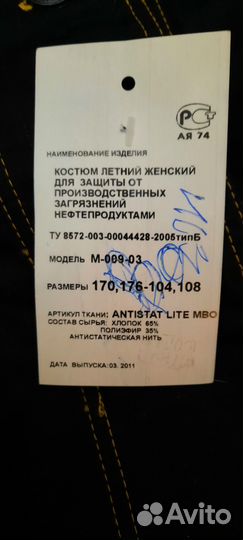 РСТ
АЯ 74
НАИМЕНОВАНИЕ ИЗДЕЛИЯ
КОСТЮМ ЛЕТНИЙ ЖЕНСКИЙ
ДЛЯ ЗАЩИТЫ ОТ
ПРОИЗВОДСТВЕННЫХ
ЗАГРЯЗНЕНИЙ
НЕФТЕПРОДУКТАМИ
ТУ 8572-003-00044428-2005типБ
МОДЕЛЬ М-009-03
РАЗМЕРЫ 170,176-104,108
АРТИКУЛ ТКАНИ: ANTISTAT LITE МВО
СОСТАВ СЫРЬЯ: ХЛОПОК 65%
ПОЛИЭФИР 35%
АНТИСТАТИЧЕСКАЯ НИТЬ
ДАТА ВЫПУСКА:03. 2011
Avito